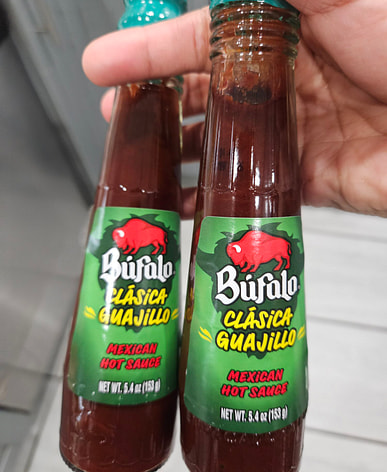 Búfalo
CLÁSICA
GUAJILLO
MEXICAN
HOT SAUCE
NET WT. 5.4 oz (153 g)
Búfalo
CLÁSICA
GUAJILLO
MEXICAN
HOT SAUCE
NET WT. 5.4 oz (153 g)